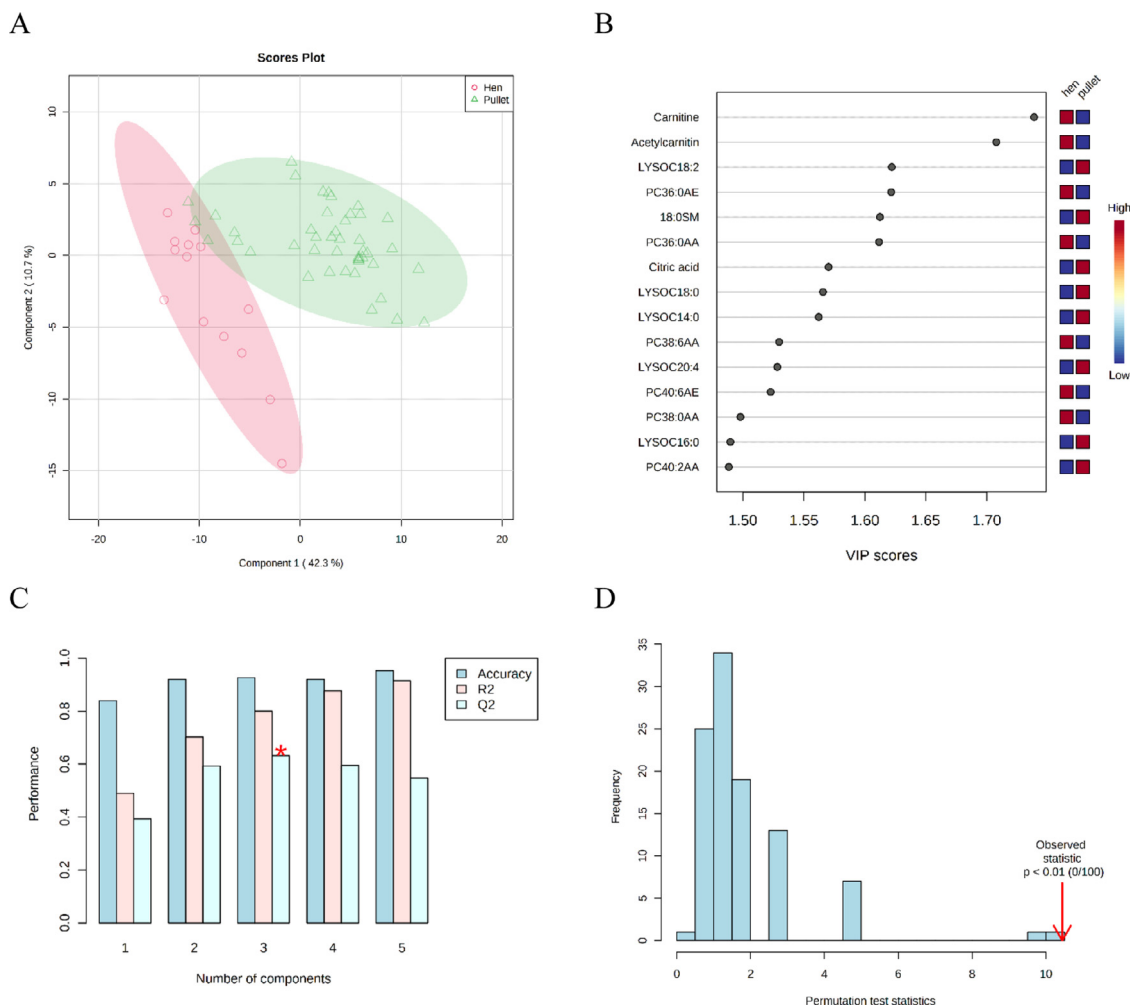 A
Scores Plot
Hen
Pullet
Component 2 ( 10.7 %)
10
5
0
-5
-10
-15
-20
-10
0
10
20
Component 1 ( 42.3 %)
B
hen
pullet
Carnitine
Acetylcarnitin
LYSOC18:2
PC36:0AE
18:0SM
PC36:0AA
Citric acid
LYSOC18:0
LYSOC14:0
PC38:6AA
LYSOC20:4
PC40:6AE
PC38:0AA
LYSOC16:0
PC40:2AA
High
Low
1.50 1.55 1.60 1.65 1.70
VIP scores
C
Performance
1.0
0.8
0.6
0.4
0.2
0.0
Accuracy
R2
Q2
*
1 2 3 4 5
Number of components
D
Frequency
35
30
25
20
15
10
5
0
Observed
statistic
p < 0.01 (0/100)
0 2 4 6 8 10
Permutation test statistics